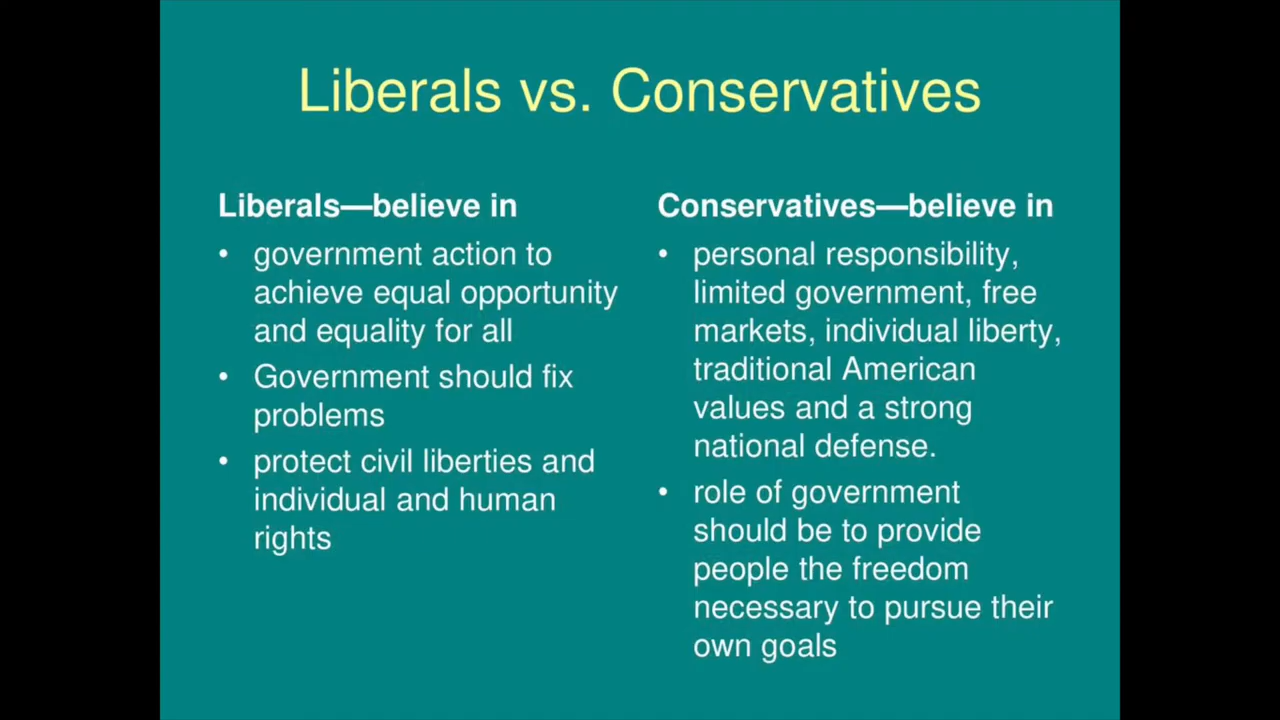 Liberals vs. Conservatives
Liberals—believe in
• government action to
achieve equal opportunity
and equality for all
• Government should fix
problems
• protect civil liberties and
individual and human
rights
Conservatives—believe in
• personal responsibility,
limited government, free
markets, individual liberty,
traditional American
values and a strong
national defense.
• role of government
should be to provide
people the freedom
necessary to pursue their
own goals